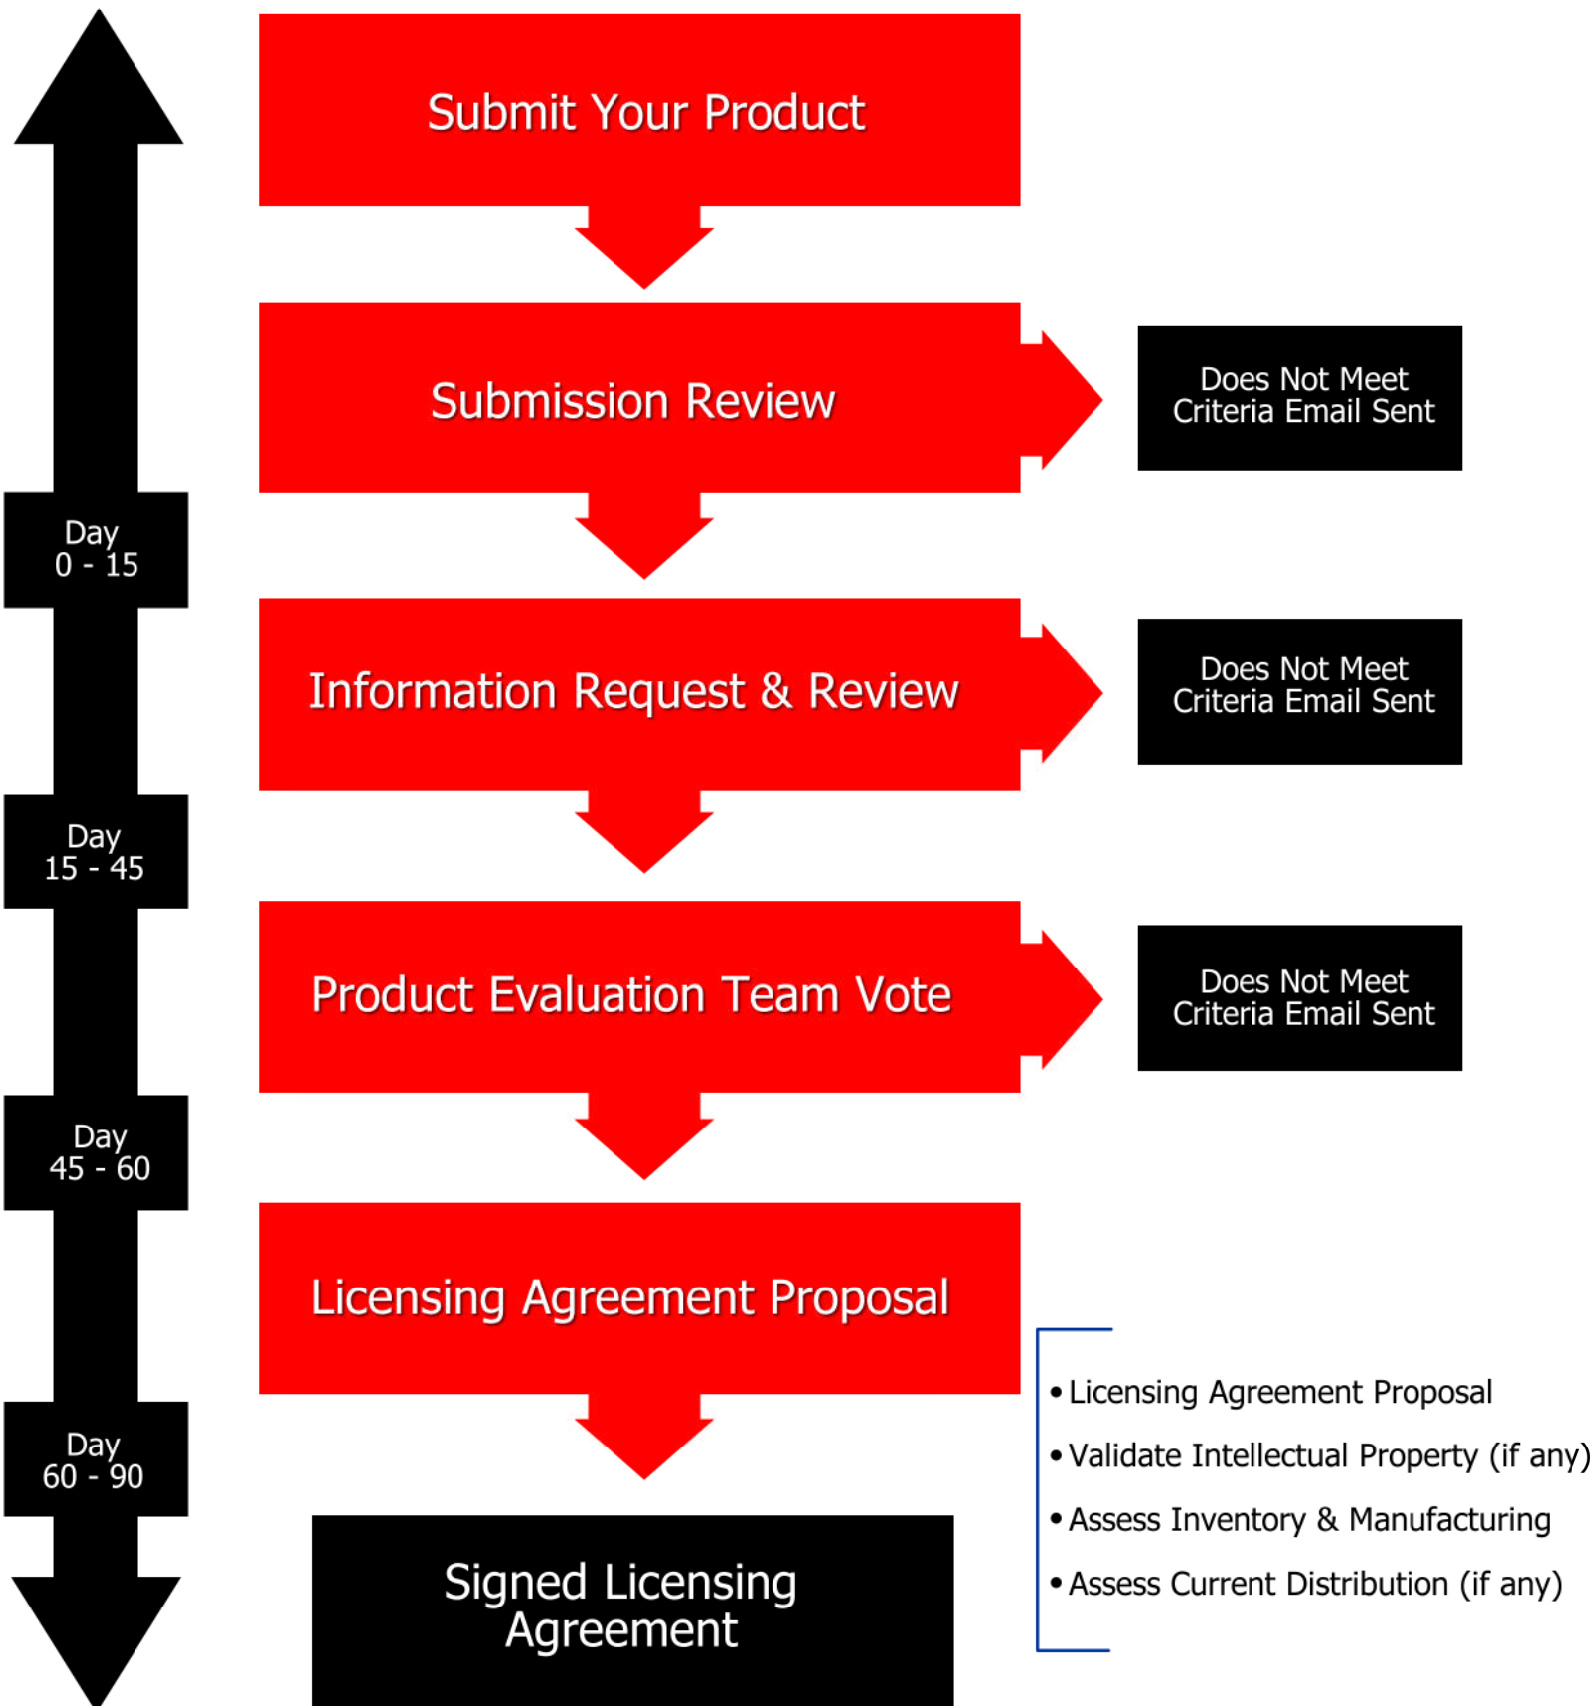 Submit Your Product
Submission Review
Does Not Meet
Criteria Email Sent
Day
0 - 15
Information Request & Review
Does Not Meet
Criteria Email Sent
Day
15 - 45
Product Evaluation Team Vote
Does Not Meet
Criteria Email Sent
Day
45 - 60
Licensing Agreement Proposal
• Licensing Agreement Proposal
• Validate Intellectual Property (if any)
• Assess Inventory & Manufacturing
• Assess Current Distribution (if any)
Day
60 - 90
Signed Licensing
Agreement